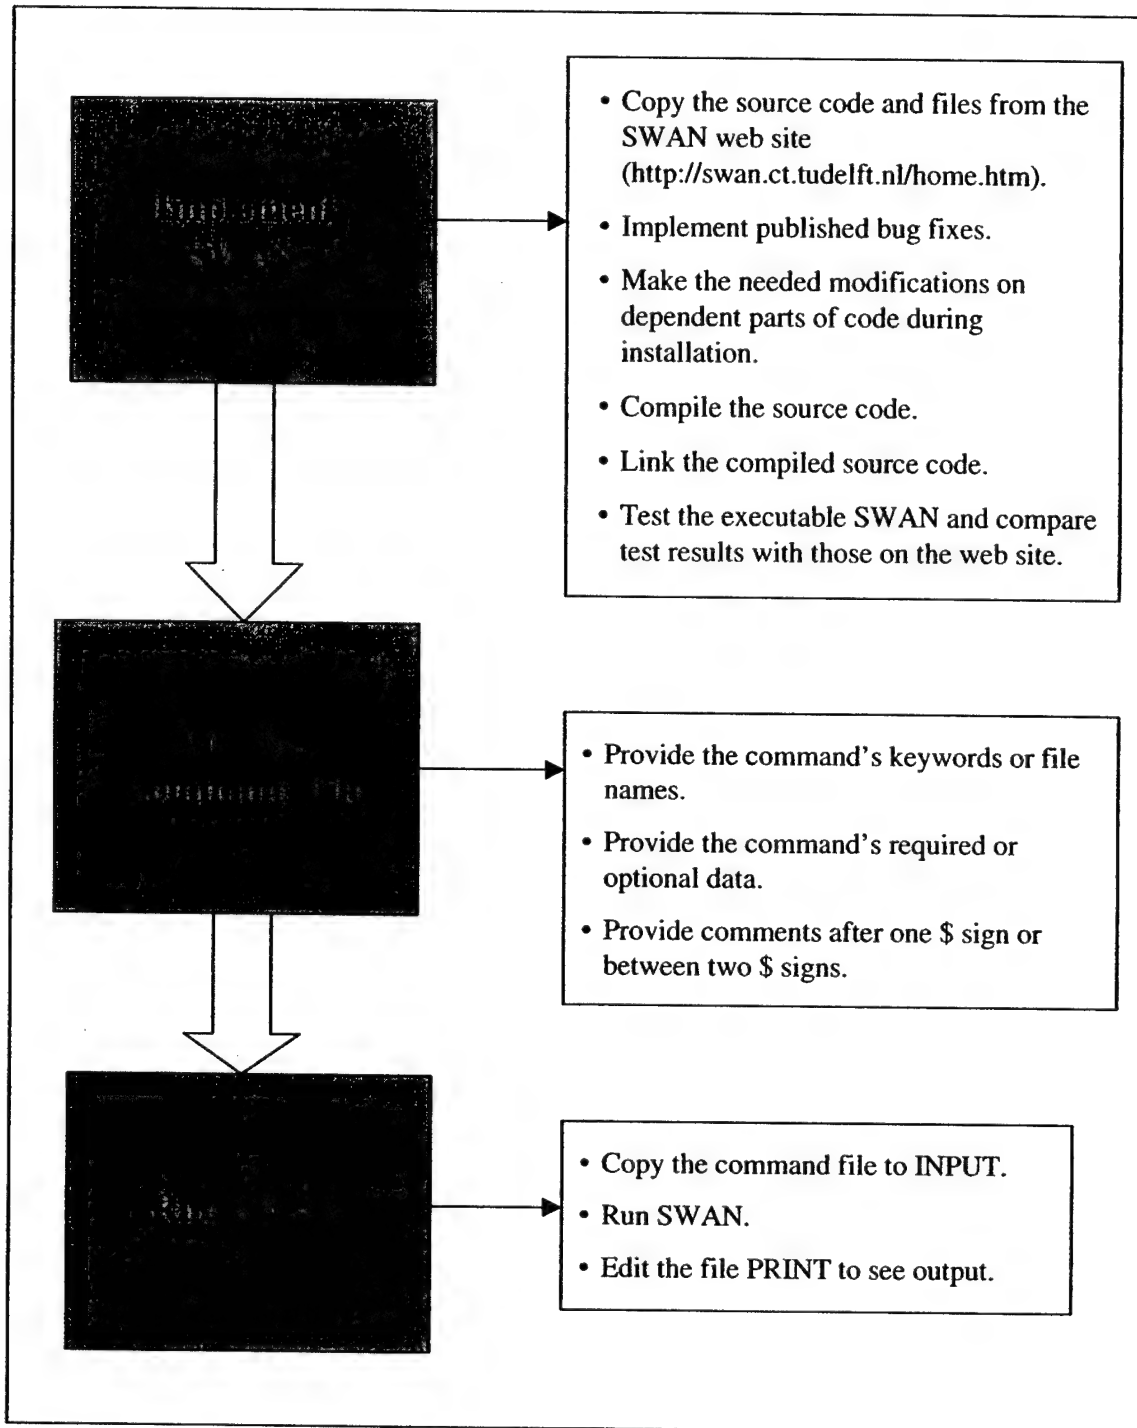 Implement
• Copy the source code and files from the
SWAN web site
(http://swan.ct.tudelft.nl/home.htm).
• Implement published bug fixes.
• Make the needed modifications on
dependent parts of code during
installation.
• Compile the source code.
• Link the compiled source code.
• Test the executable SWAN and compare
test results with those on the web site.
• Provide the command's keywords or file
names.
• Provide the command's required or
optional data.
• Provide comments after one $ sign or
between two $ signs.
• Copy the command file to INPUT.
• Run SWAN.
• Edit the file PRINT to see output.